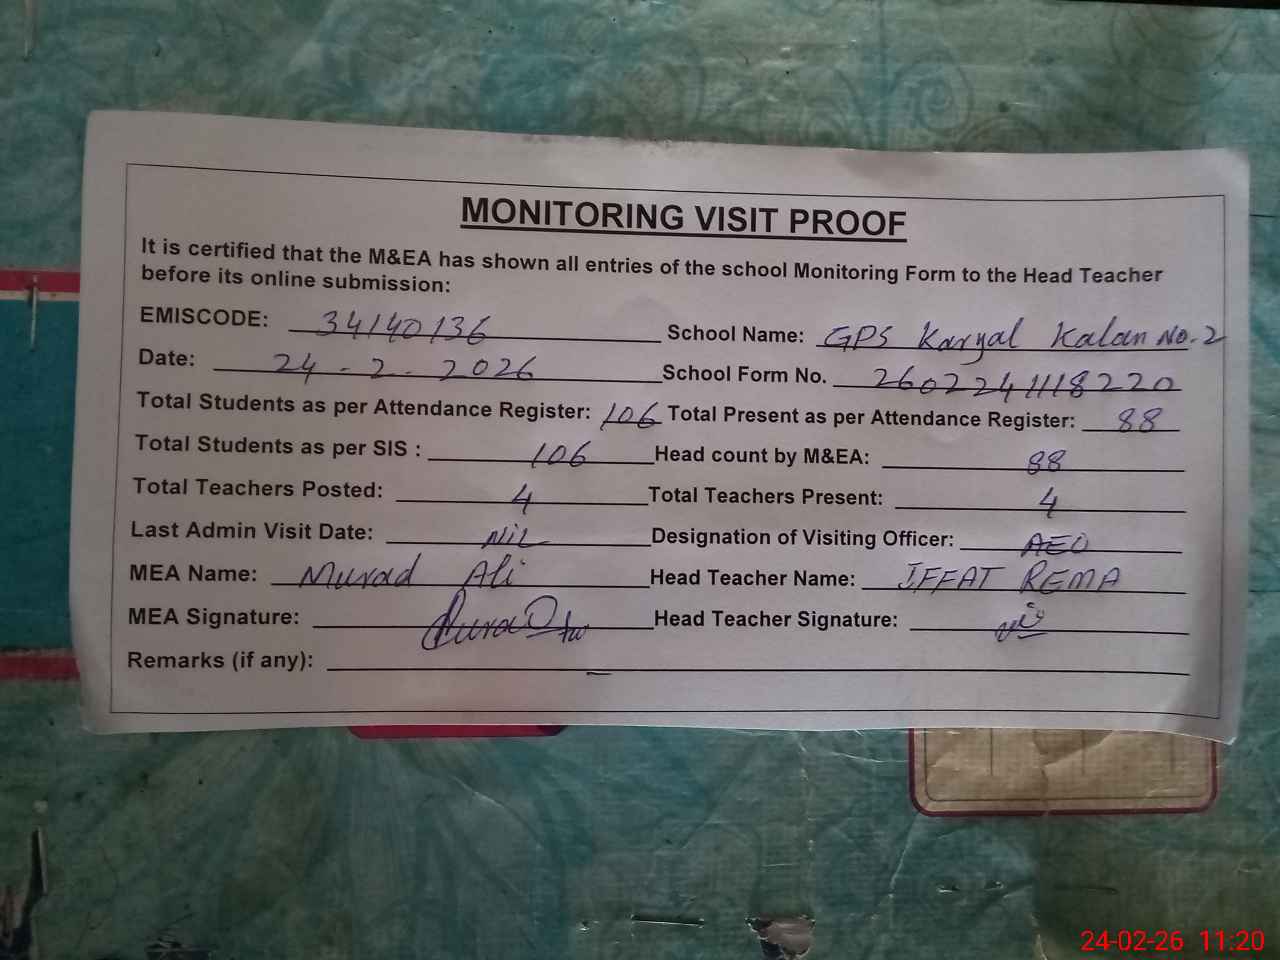 MONITORING VISIT PROOF
It is certified that the M&EA has shown all entries of the school Monitoring Form to the Head Teacher
before its online submission:
EMISCODE: 34140136 School Name: GPS Karyal Kalan No.2
Date: 24-2-2026 School Form No. 2602241118220
Total Students as per Attendance Register: 106 Total Present as per Attendance Register: 88
Total Students as per SIS : 106 Head count by M&EA: 88
Total Teachers Posted: 4 Total Teachers Present: 4
Last Admin Visit Date: Nil Designation of Visiting Officer: AEO
MEA Name: Murad Ali Head Teacher Name: IFFAT REMA
MEA Signature: Head Teacher Signature:
Remarks (if any): –
24-02-26 11:20